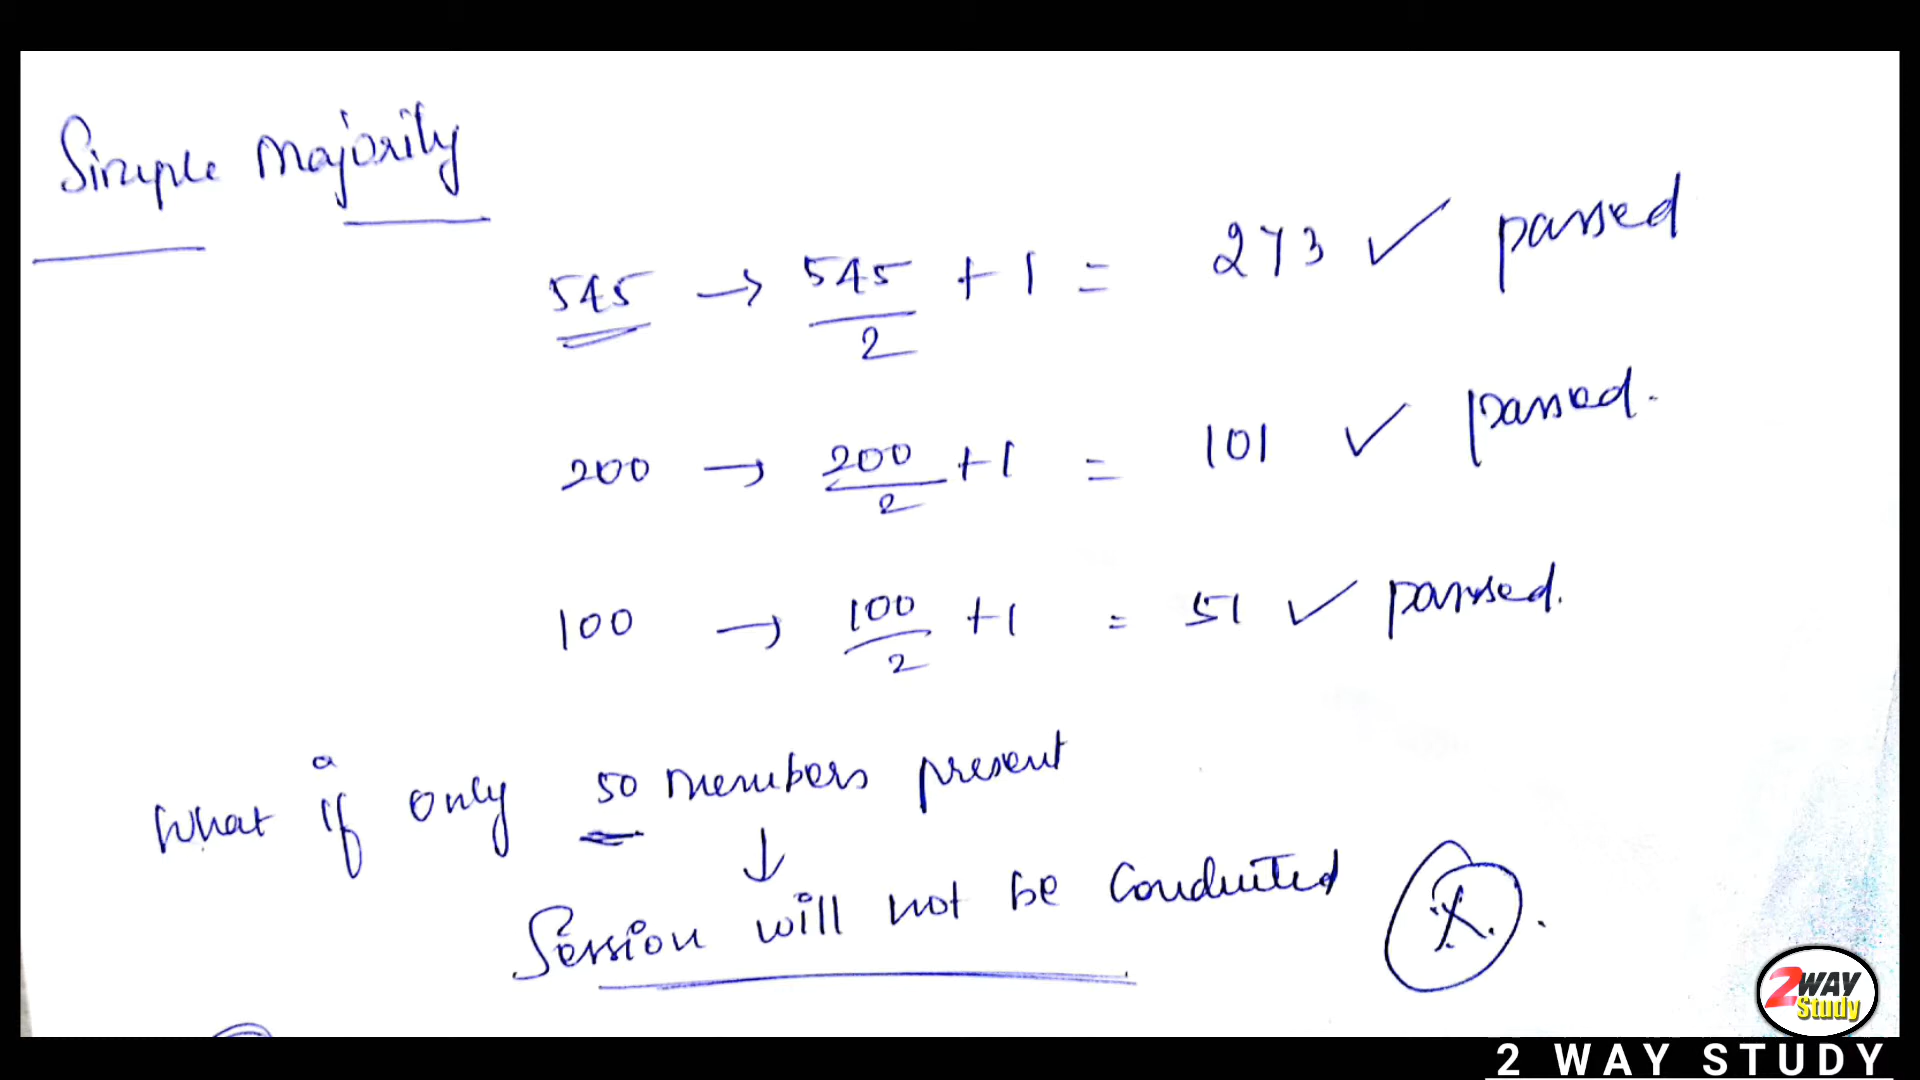 Simple Majority
545 → 545/2 + 1 = 273 ✓ passed
200 → 200/2 + 1 = 101 ✓ passed.
100 → 100/2 + 1 = 51 ✓ passed.
What if only 50 members present
↓
Session will not be Conducted X.
2WAY
Study
2 WAY STUDY